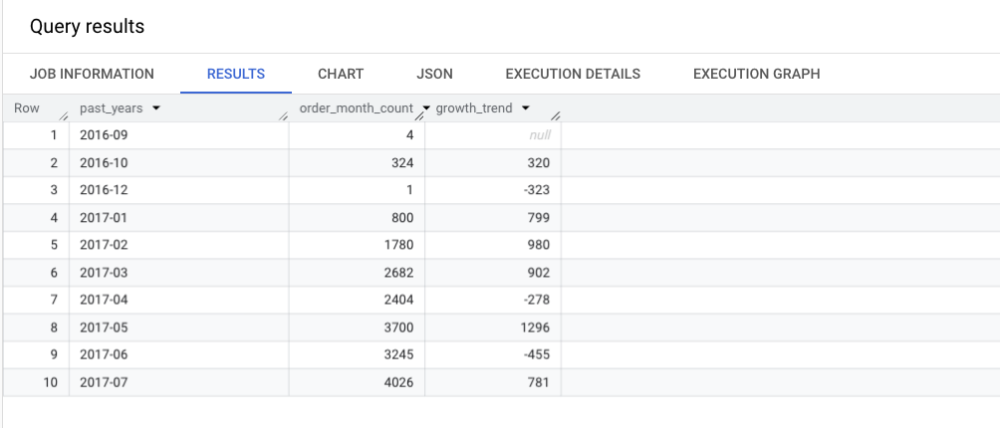 Query results
JOB INFORMATION RESULTS CHART JSON EXECUTION DETAILS EXECUTION GRAPH
Row past_years order_month_count growth_trend
1 2016-09 4 null
2 2016-10 324 320
3 2016-12 1 -323
4 2017-01 800 799
5 2017-02 1780 980
6 2017-03 2682 902
7 2017-04 2404 -278
8 2017-05 3700 1296
9 2017-06 3245 -455
10 2017-07 4026 781